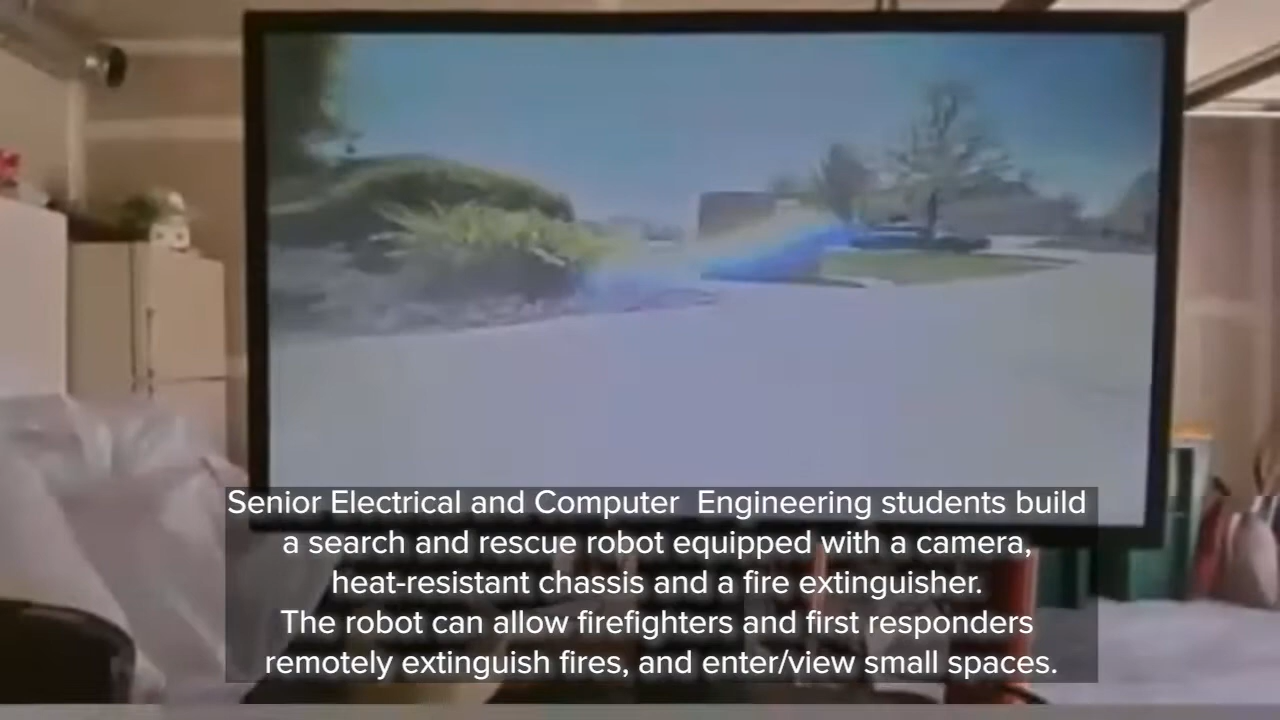 Senior Electrical and Computer  Engineering students build
a search and rescue robot equipped with a camera,
heat-resistant chassis and a fire extinguisher.
The robot can allow firefighters and first responders
remotely extinguish fires, and enter/view small spaces.